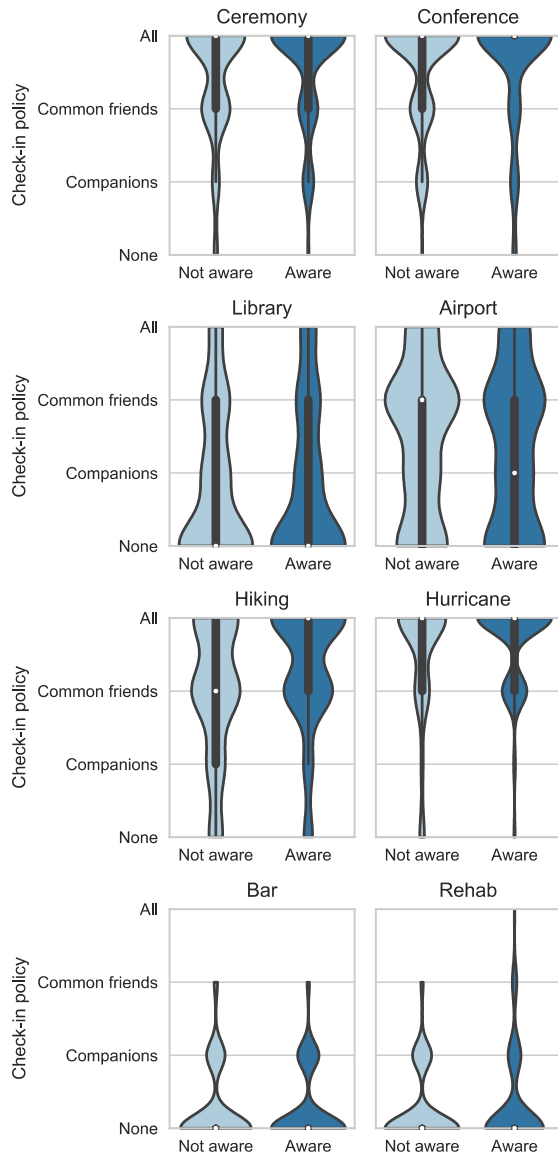 Ceremony Conference
All
Common friends
Companions
None
Check-in policy
Not aware Aware Not aware Aware
Library Airport
All
Common friends
Companions
None
Check-in policy
Not aware Aware Not aware Aware
Hiking Hurricane
All
Common friends
Companions
None
Check-in policy
Not aware Aware Not aware Aware
Bar Rehab
All
Common friends
Companions
None
Check-in policy
Not aware Aware Not aware Aware